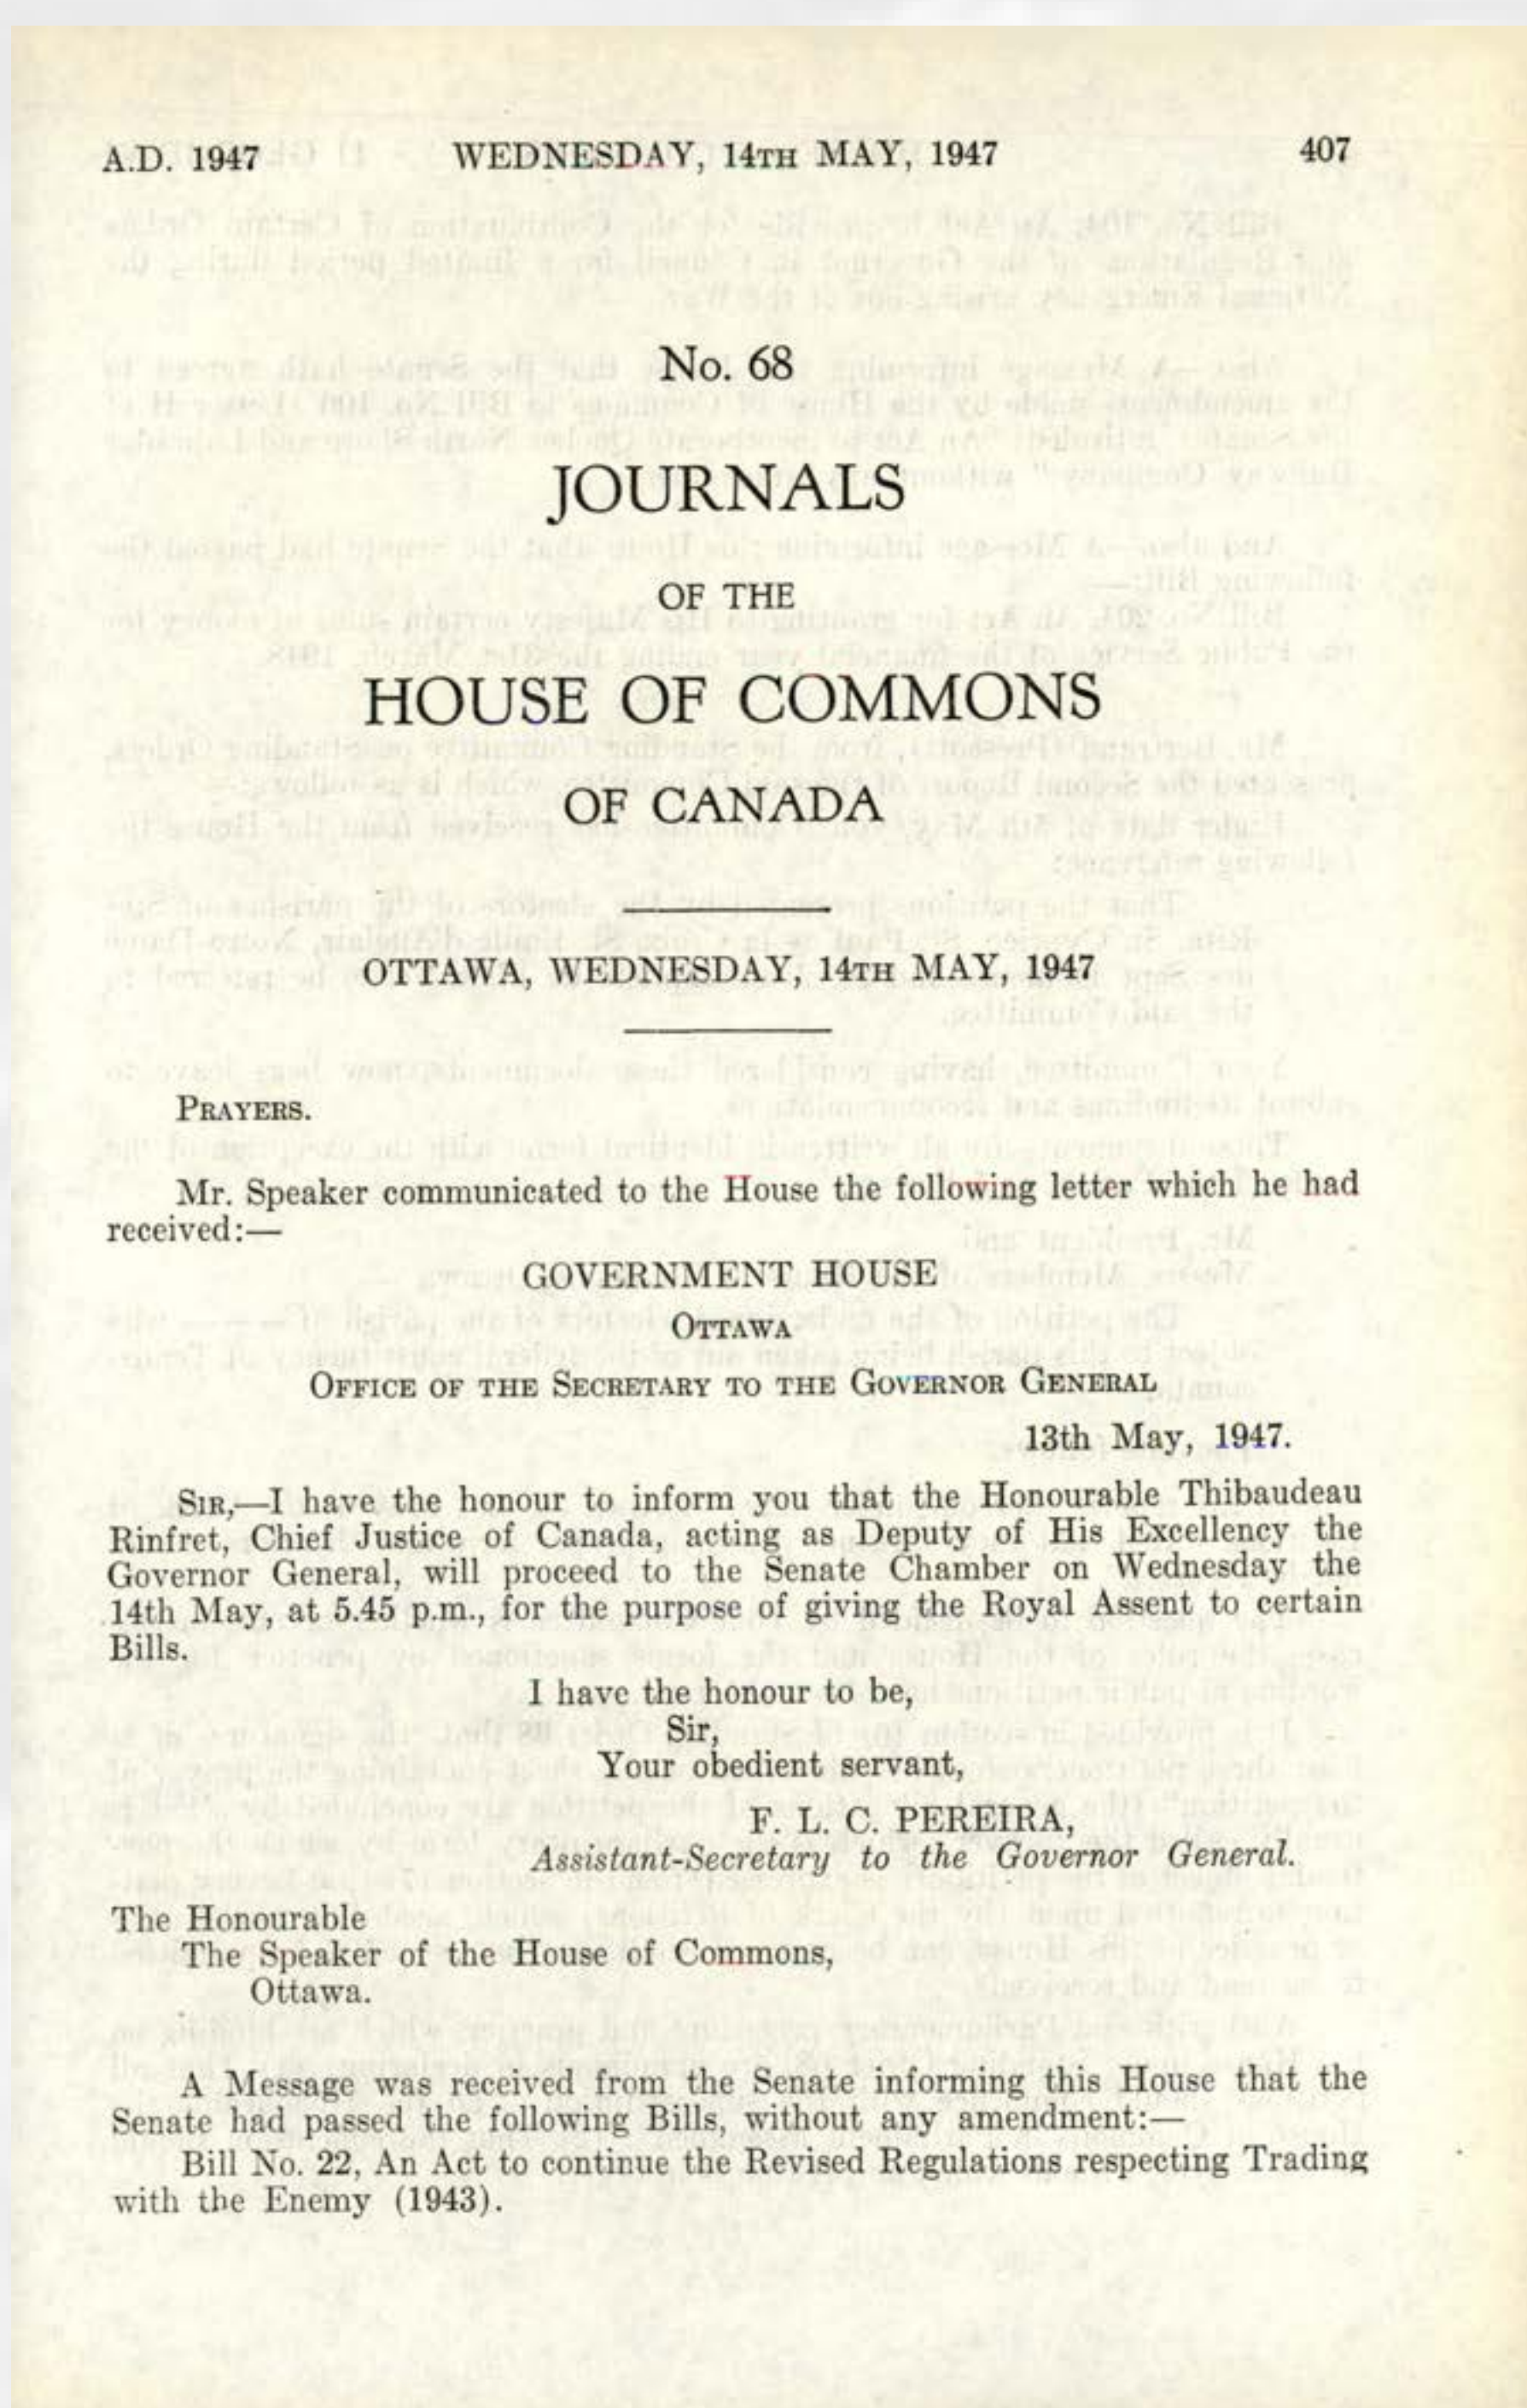 A.D. 1947 WEDNESDAY, 14TH MAY, 1947 407
No. 68
JOURNALS
OF THE
HOUSE OF COMMONS
OF CANADA
OTTAWA, WEDNESDAY, 14TH MAY, 1947
PRAYERS.
Mr. Speaker communicated to the House the following letter which he had
received:—
GOVERNMENT HOUSE
OTTAWA
OFFICE OF THE SECRETARY TO THE GOVERNOR GENERAL
13th May, 1947.
SIR,—I have the honour to inform you that the Honourable Thibaudeau
Rinfret, Chief Justice of Canada, acting as Deputy of His Excellency the
Governor General, will proceed to the Senate Chamber on Wednesday the
14th May, at 5.45 p.m., for the purpose of giving the Royal Assent to certain
Bills.
I have the honour to be,
Sir,
Your obedient servant,
F. L. C. PEREIRA,
Assistant-Secretary to the Governor General.
The Honourable
The Speaker of the House of Commons,
Ottawa.
A Message was received from the Senate informing this House that the
Senate had passed the following Bills, without any amendment:—
Bill No. 22, An Act to continue the Revised Regulations respecting Trading
with the Enemy (1943).